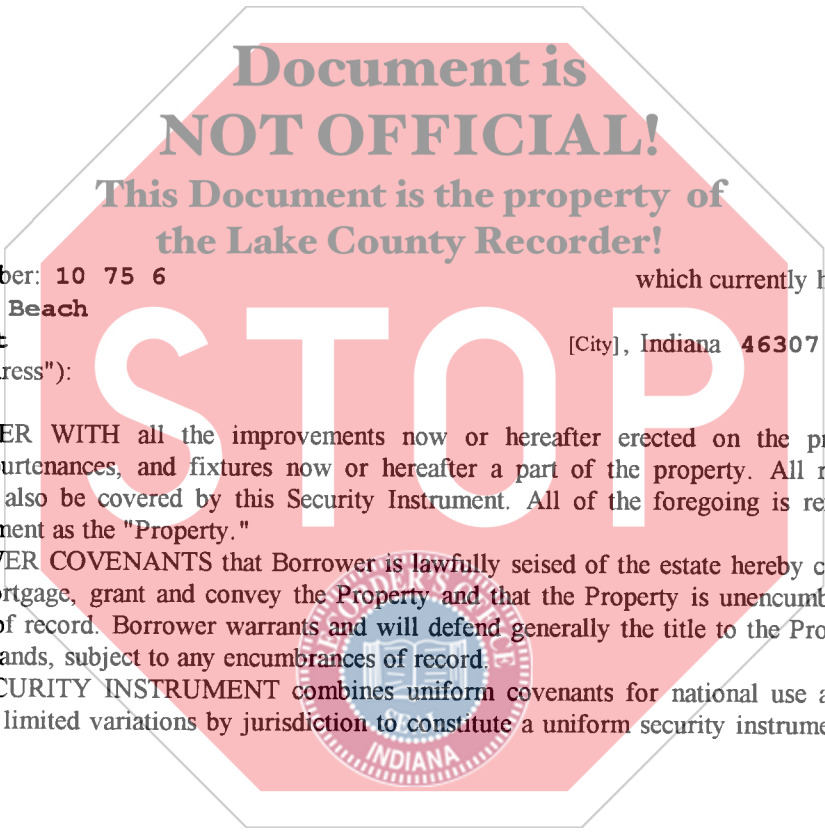 Document is
NOT OFFICIAL!
This Document is the property of
the Lake County Recorder!
ber: 10 75 6 which currently h
Beach
t [City], Indiana 46307
ress"):
STOP
ER WITH all the improvements now or hereafter erected on the pr
urtenances, and fixtures now or hereafter a part of the property. All r
also be covered by this Security Instrument. All of the foregoing is re
ment as the "Property."
VER COVENANTS that Borrower is lawfully seised of the estate hereby c
rtgage, grant and convey the Property and that the Property is unencumb
of record. Borrower warrants and will defend generally the title to the Pro
ands, subject to any encumbrances of record.
CURITY INSTRUMENT combines uniform covenants for national use a
limited variations by jurisdiction to constitute a uniform security instrume
RECORDER'S OFFICE
SEAL
INDIANA